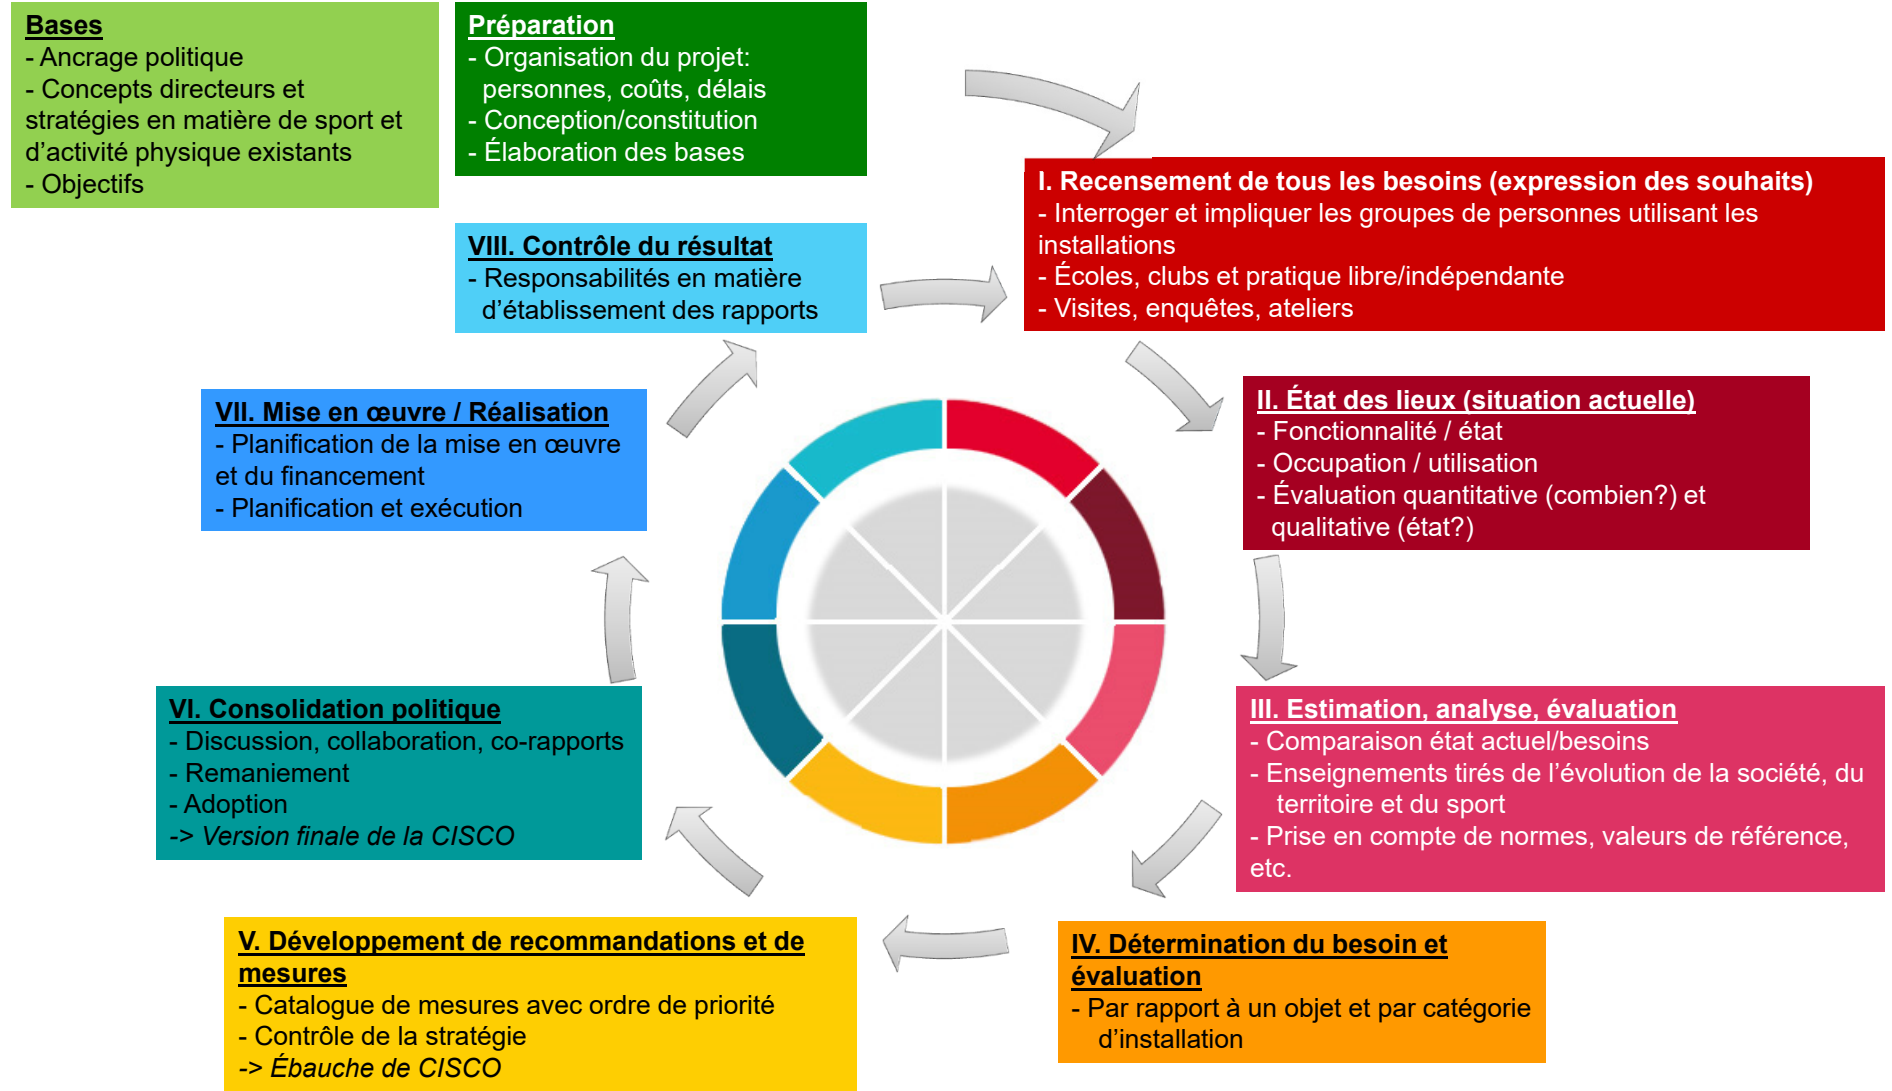 Bases
- Ancrage politique
- Concepts directeurs et
stratégies en matière de sport et
d’activité physique existants
- Objectifs
Préparation
- Organisation du projet:
personnes, coûts, délais
- Conception/constitution
- Élaboration des bases
I. Recensement de tous les besoins (expression des souhaits)
- Interroger et impliquer les groupes de personnes utilisant les
installations
- Écoles, clubs et pratique libre/indépendante
- Visites, enquêtes, ateliers
II. État des lieux (situation actuelle)
- Fonctionnalité / état
- Occupation / utilisation
- Évaluation quantitative (combien?) et
qualitative (état?)
III. Estimation, analyse, évaluation
- Comparaison état actuel/besoins
- Enseignements tirés de l’évolution de la société, du
territoire et du sport
- Prise en compte de normes, valeurs de référence,
etc.
IV. Détermination du besoin et
évaluation
- Par rapport à un objet et par catégorie
d’installation
V. Développement de recommandations et de
mesures
- Catalogue de mesures avec ordre de priorité
- Contrôle de la stratégie
-> Ébauche de CISCO
VI. Consolidation politique
- Discussion, collaboration, co-rapports
- Remaniement
- Adoption
-> Version finale de la CISCO
VII. Mise en œuvre / Réalisation
- Planification de la mise en œuvre
et du financement
- Planification et exécution
VIII. Contrôle du résultat
- Responsabilités en matière
d’établissement des rapports